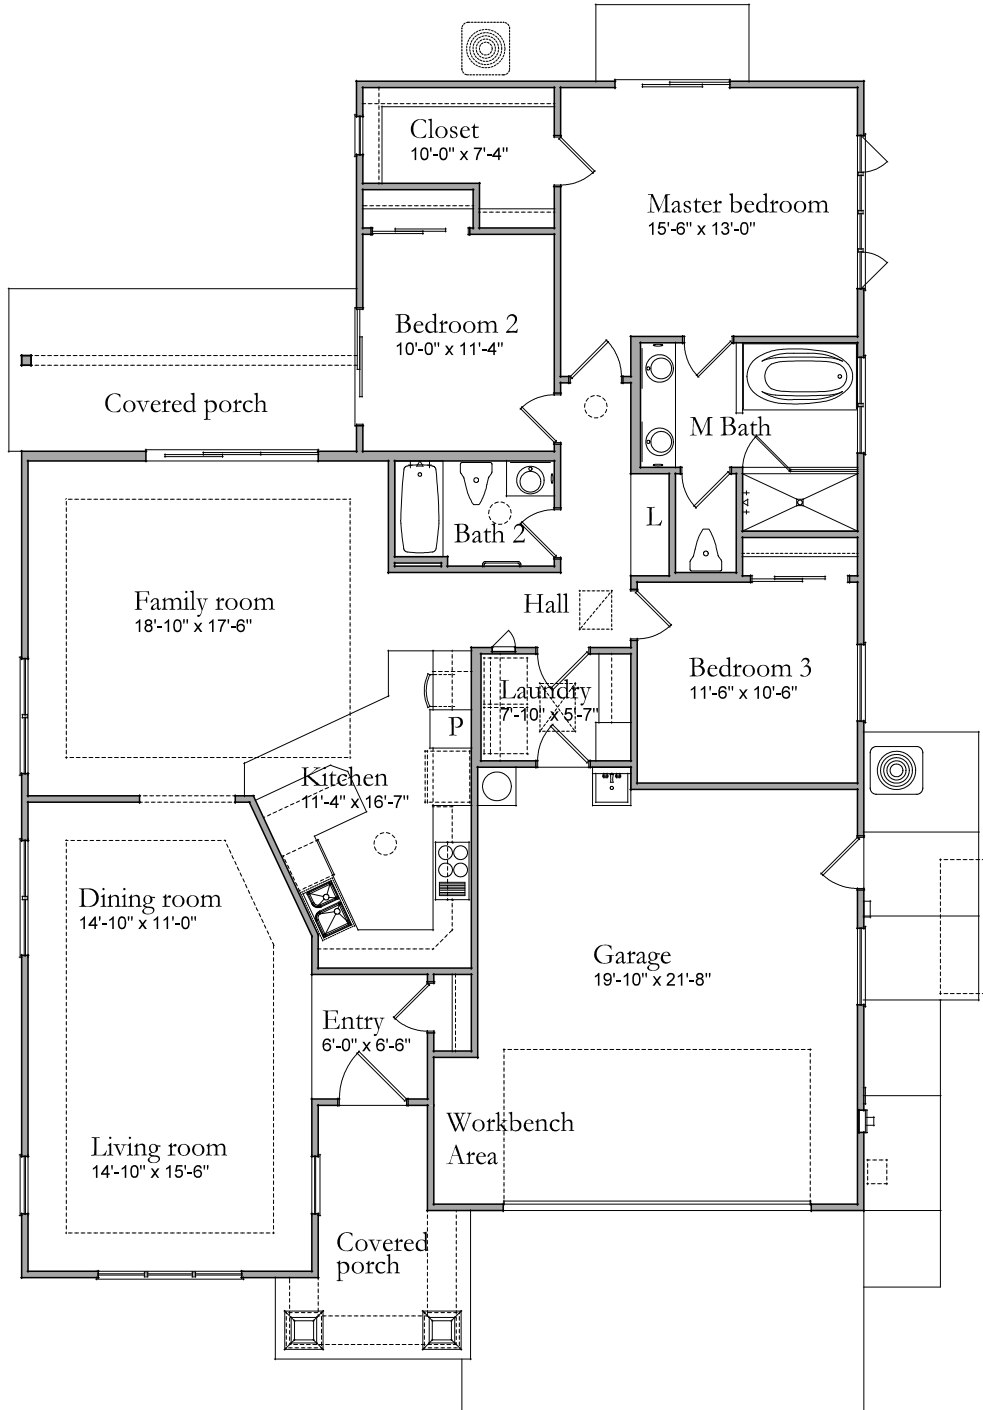 Closet
10'-0" x 7'-4"
Master bedroom
15'-6" x 13'-0"
Bedroom 2
10'-0" x 11'-4"
Covered porch
M Bath
L
Bath 2
Family room
18'-10" x 17'-6"
Hall
Bedroom 3
11'-6" x 10'-6"
Laundry
7'-10" x 5'-7"
P
Kitchen
11'-4" x 16'-7"
Dining room
14'-10" x 11'-0"
Garage
19'-10" x 21'-8"
Entry
6'-0" x 6'-6"
Workbench
Area
Living room
14'-10" x 15'-6"
Covered
porch